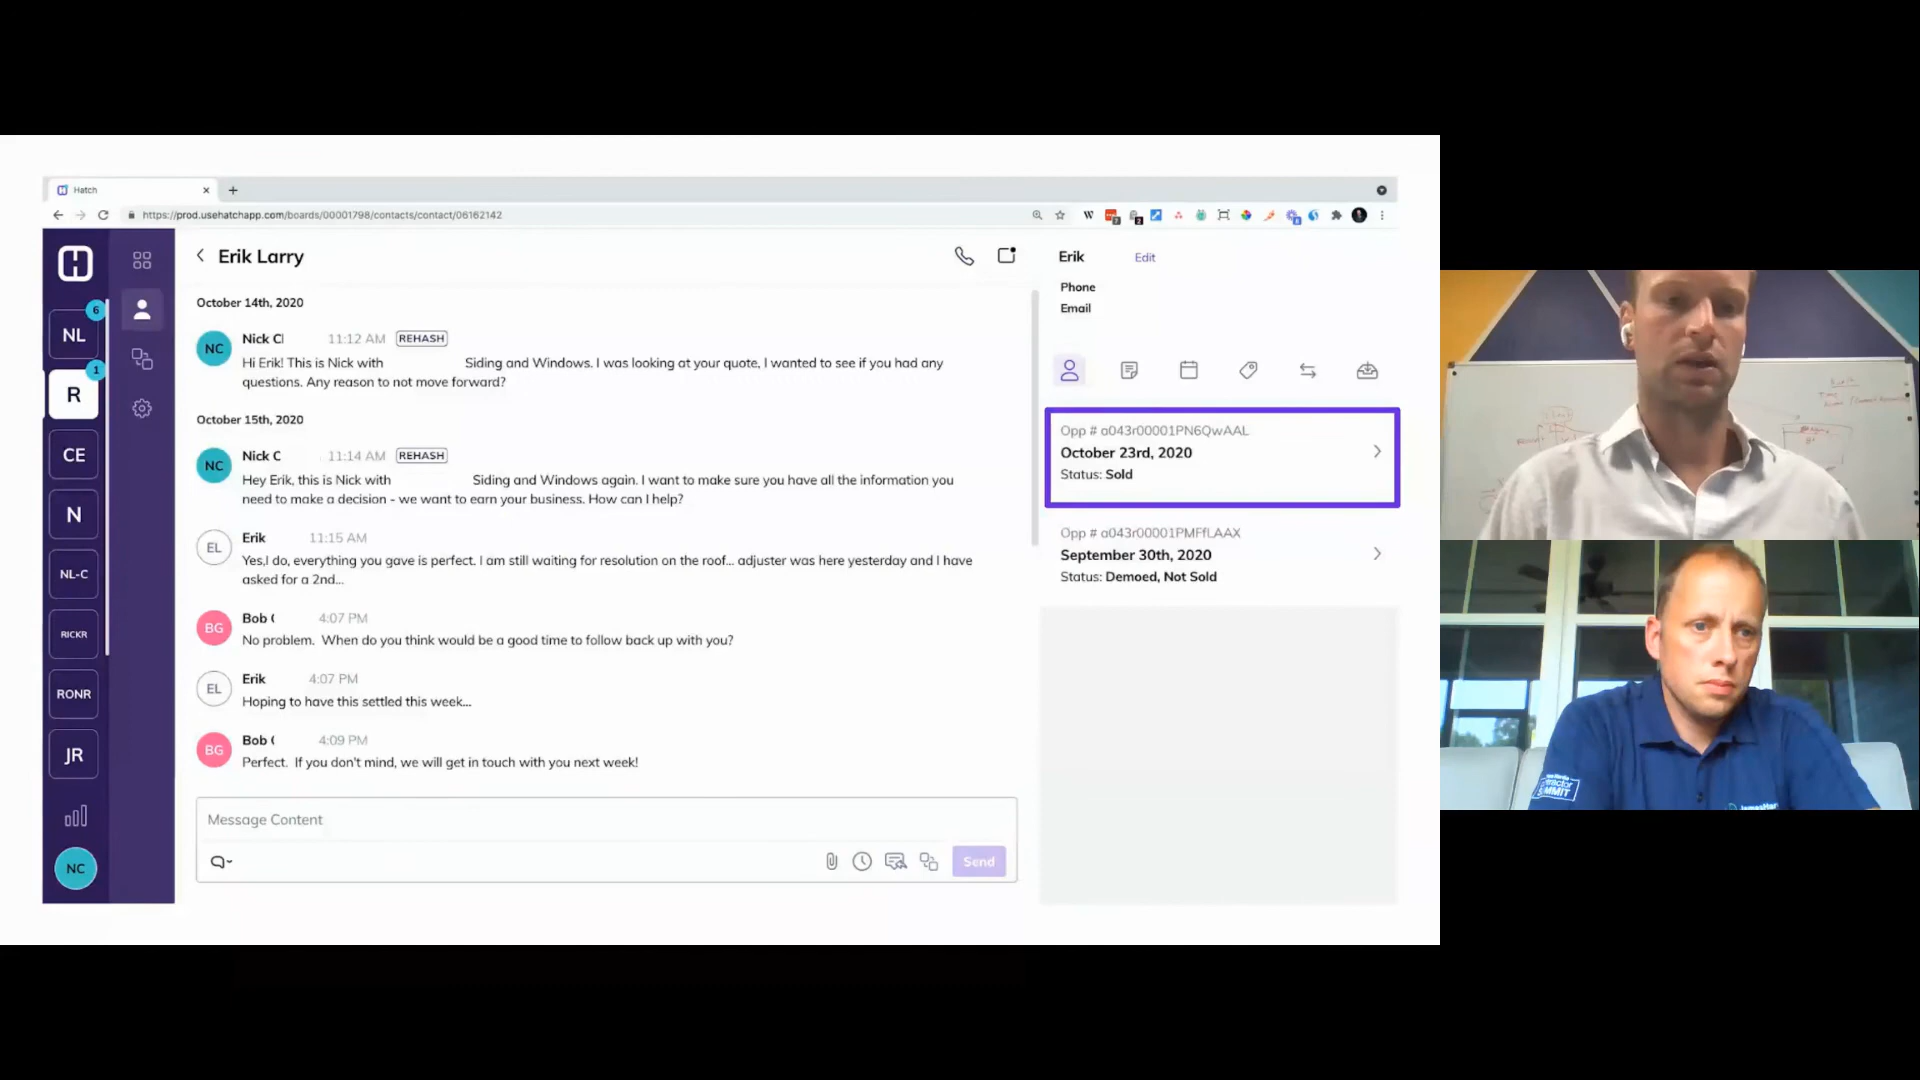 Hatch
https://prod.usehatchapp.com/boards/00001798/contacts/contact/06162142
Erik Larry
Erik
Edit
Phone
Email
6
NL
1
R
CE
N
NL-C
RICKR
RONR
JR
NC
October 14th, 2020
NC
Nick C
11:12 AM
REHASH
Hi Erik! This is Nick with Siding and Windows. I was looking at your quote, I wanted to see if you had any
questions. Any reason to not move forward?
October 15th, 2020
NC
Nick C
11:14 AM
REHASH
Hey Erik, this is Nick with Siding and Windows again. I want to make sure you have all the information you
need to make a decision - we want to earn your business. How can I help?
EL
Erik
11:15 AM
Yes,I do, everything you gave is perfect. I am still waiting for resolution on the roof... adjuster was here yesterday and I have
asked for a 2nd...
BG
Bob
4:07 PM
No problem. When do you think would be a good time to follow back up with you?
EL
Erik
4:07 PM
Hoping to have this settled this week...
BG
Bob
4:09 PM
Perfect. If you don't mind, we will get in touch with you next week!
Message Content
Send
Opp # a043r00001PN6QwAAL
October 23rd, 2020
Status: Sold
Opp # a043r00001PMFfLAAX
September 30th, 2020
Status: Demoed, Not Sold